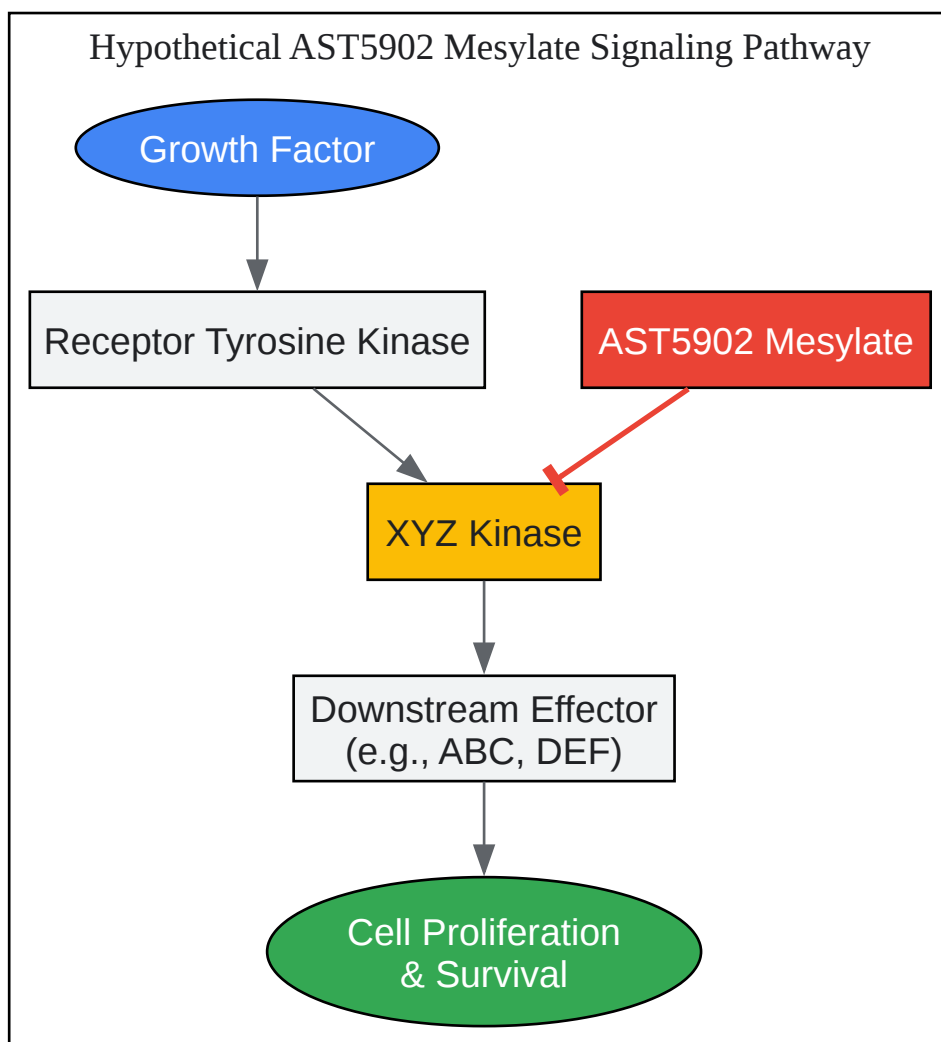 Hypothetical AST5902 Mesylate Signaling Pathway
Growth Factor
Receptor Tyrosine Kinase
AST5902 Mesylate
XYZ Kinase
Downstream Effector
(e.g., ABC, DEF)
Cell Proliferation
& Survival